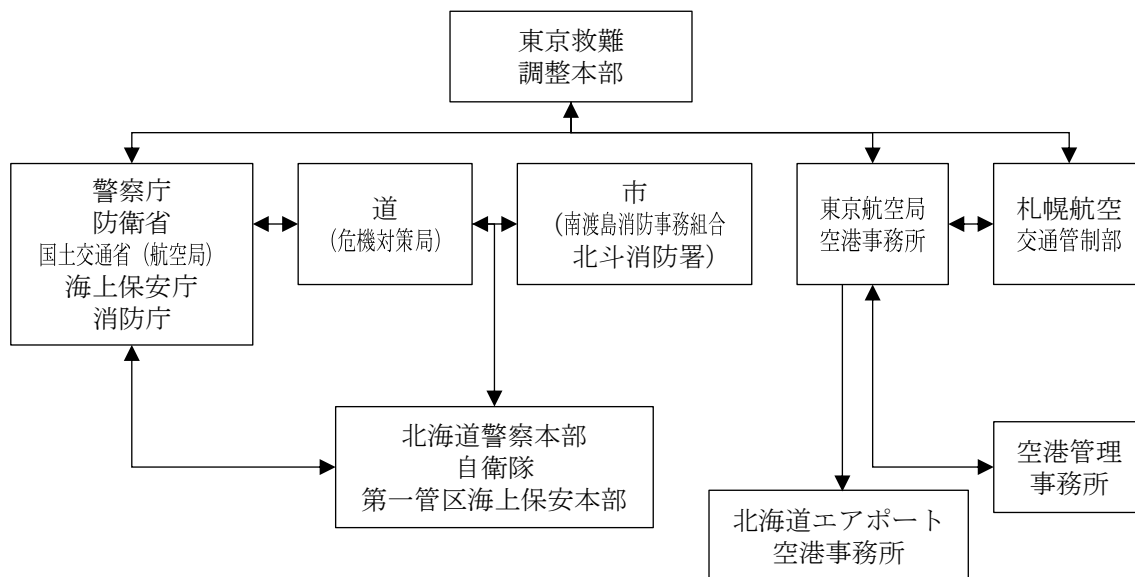 東京救難
調整本部
警察庁
防衛省
国土交通省（航空局）
海上保安庁
消防庁
道
（危機対策局）
市
（南渡島消防事務組合
北斗消防署）
東京航空局
空港事務所
札幌航空
交通管制部
北海道警察本部
自衛隊
第一管区海上保安本部
空港管理
事務所
北海道エアポート
空港事務所